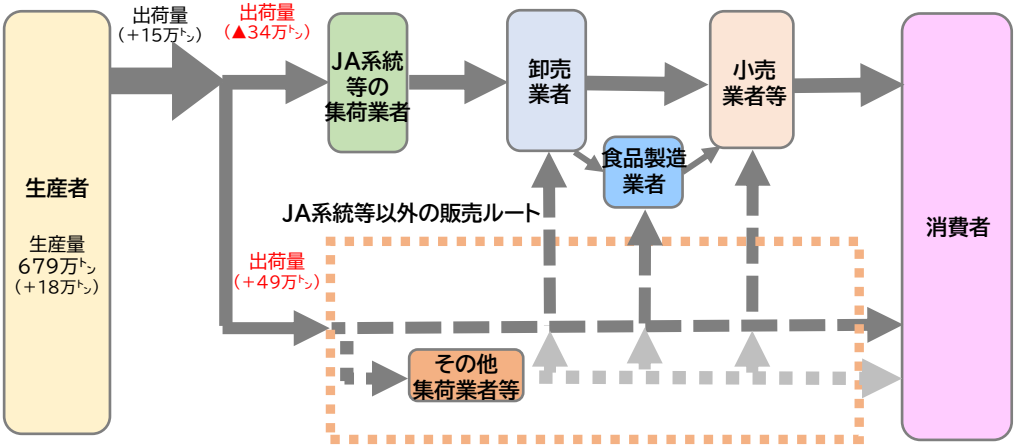 生産者
生産量
679万㌧
(+18万㌧)
出荷量
(+15万㌧)
出荷量
(▲34万㌧)
JA系統
等の
集荷業者
卸売
業者
小売
業者等
食品製造
業者
JA系統等以外の販売ルート
出荷量
(+49万㌧)
その他
集荷業者等
消費者